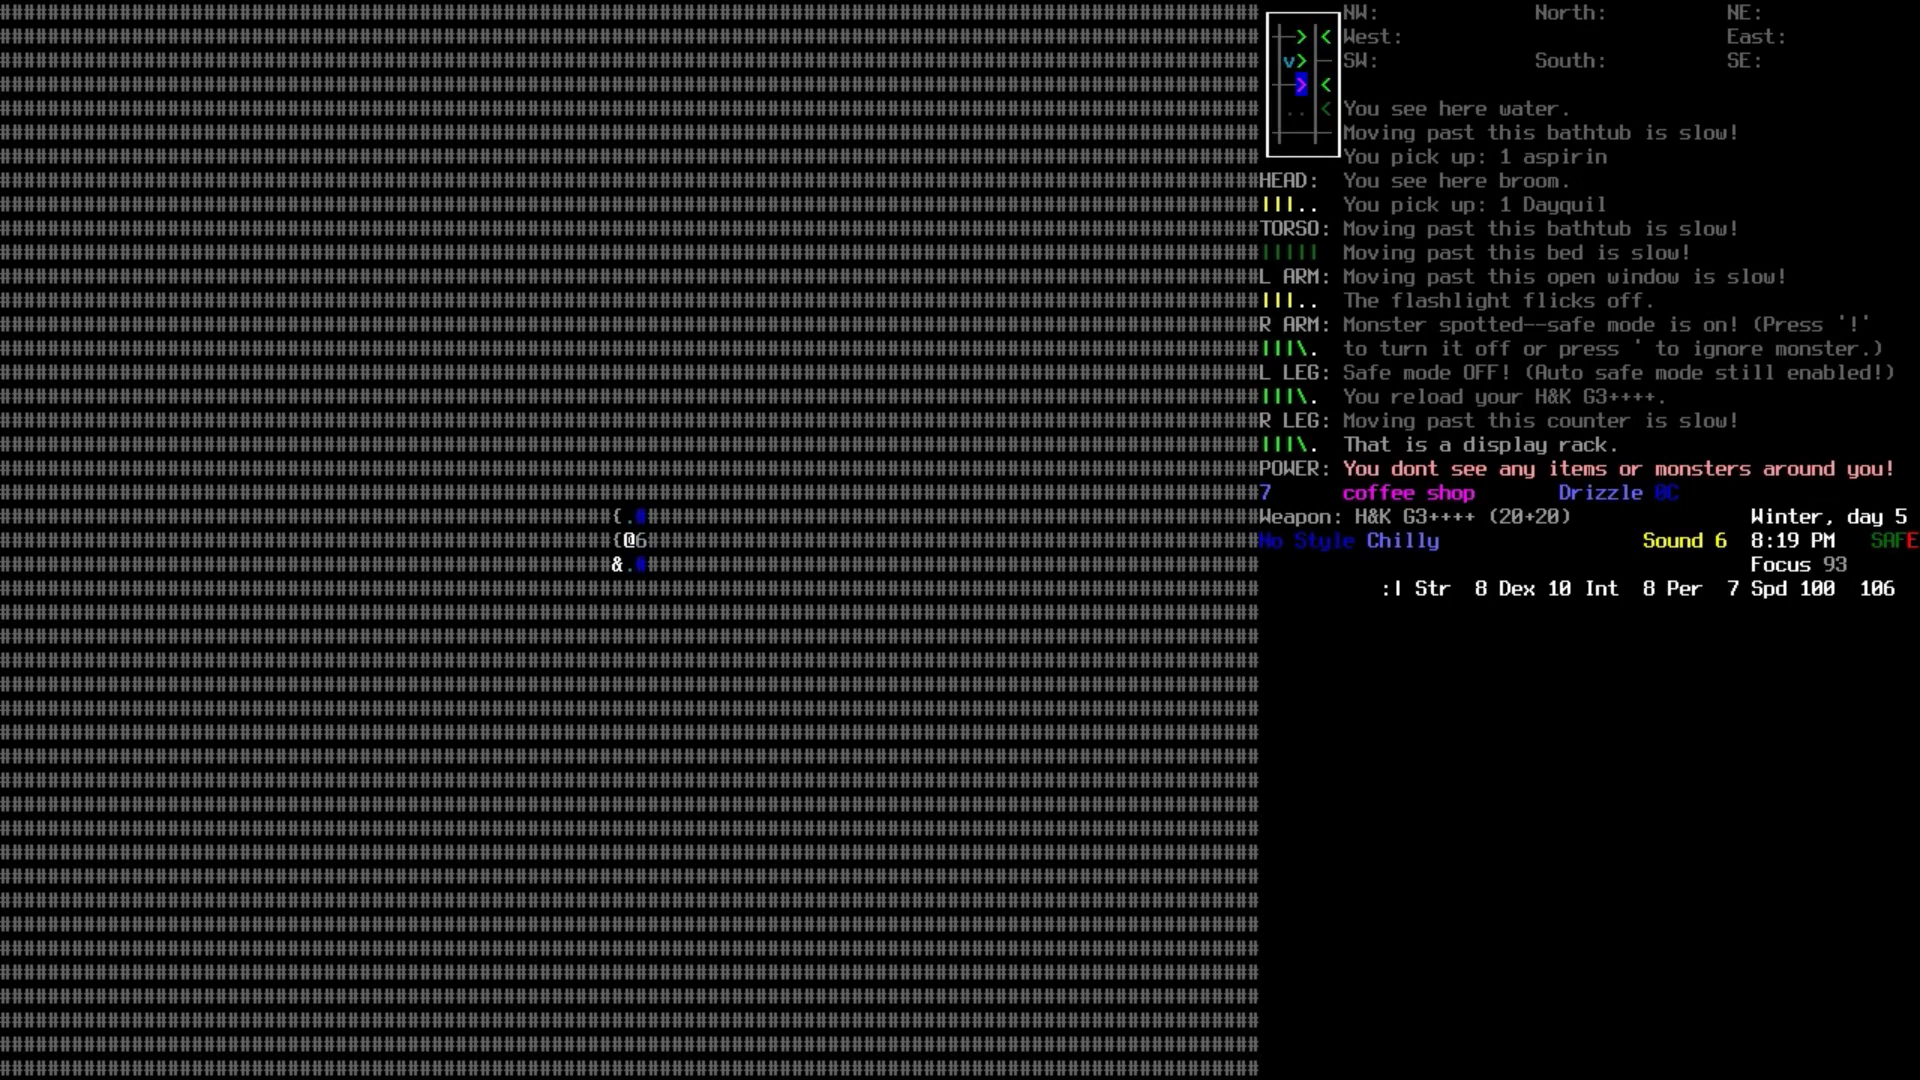 NW: North: NE:
West: East:
SW: South: SE:
You see here water.
Moving past this bathtub is slow!
You pick up: 1 aspirin
HEAD: You see here broom.
|||.. You pick up: 1 Dayquil
TORSO: Moving past this bathtub is slow!
||||| Moving past this bed is slow!
L ARM: Moving past this open window is slow!
|||.. The flashlight flicks off.
R ARM: Monster spotted--safe mode is on! (Press '!'
|||\. to turn it off or press ' to ignore monster.)
L LEG: Safe mode OFF! (Auto safe mode still enabled!)
|||\. You reload your H&K G3++++.
R LEG: Moving past this counter is slow!
|||\. That is a display rack.
POWER: You dont see any items or monsters around you!
7 coffee shop Drizzle 0C
{.#
Weapon: H&K G3++++ (20+20) Winter, day 5
{@6
No Style Chilly Sound 6 8:19 PM SAFE
&.#
Focus 93
:| Str 8 Dex 10 Int 8 Per 7 Spd 100 106